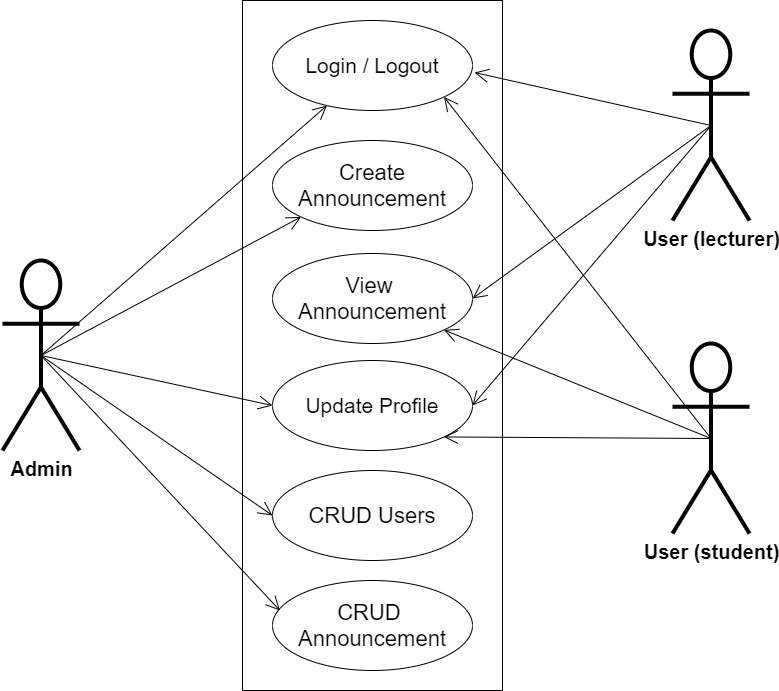 Login / Logout
Create
Announcement
View
Announcement
Update Profile
CRUD Users
CRUD
Announcement
Admin
User (lecturer)
User (student)